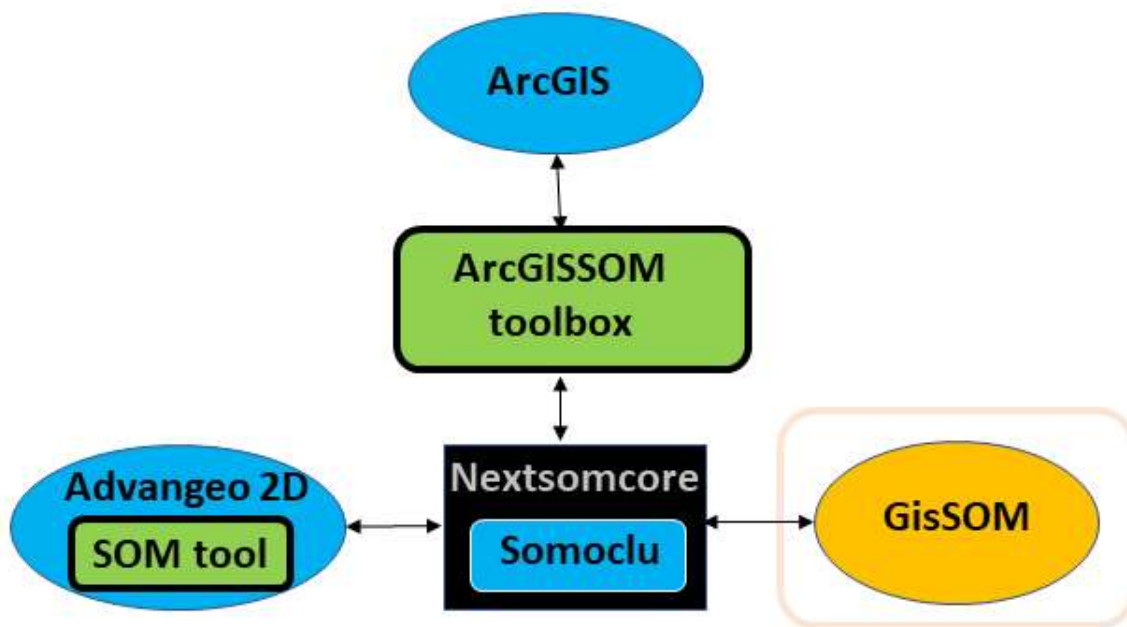 ArcGIS
ArcGISSOM
toolbox
Advangeo 2D
SOM tool
Nextsomcore
Somoclu
GisSOM